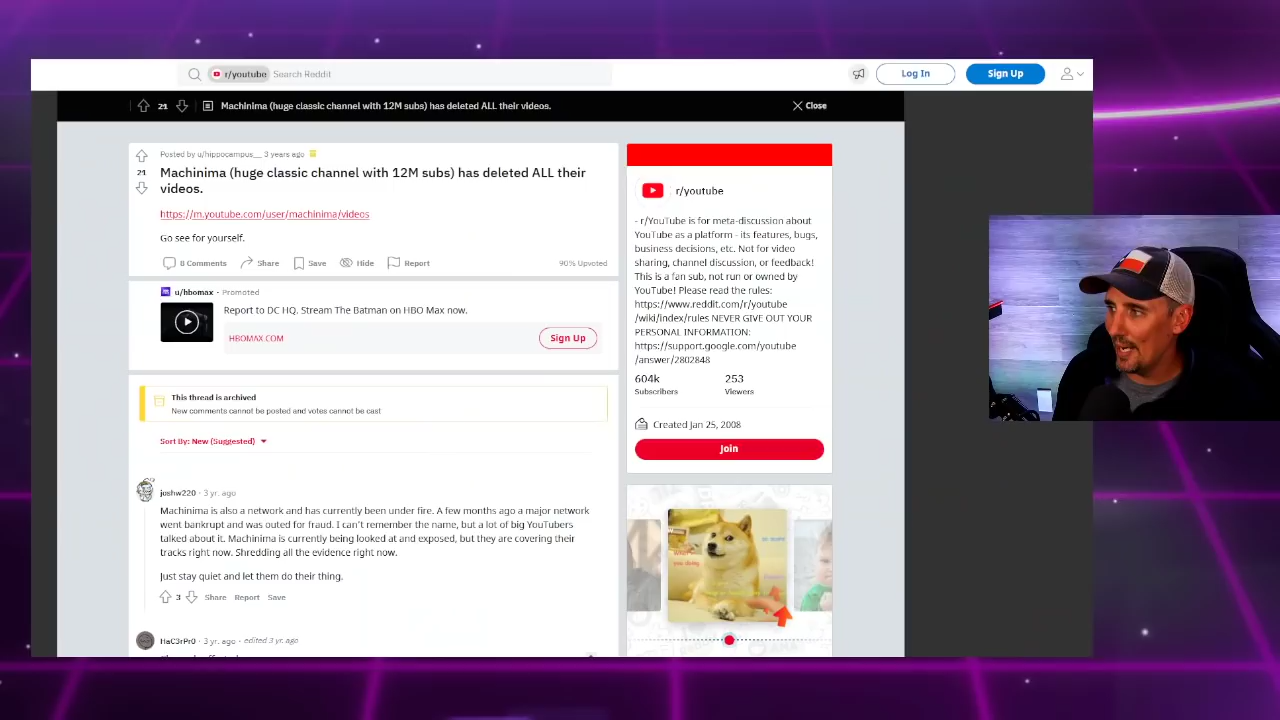 r/youtube Search Reddit
Log In
Sign Up
21
Machinima (huge classic channel with 12M subs) has deleted ALL their videos.
Close
Posted by u/hippocampus__ 3 years ago
21
Machinima (huge classic channel with 12M subs) has deleted ALL their
videos.
https://m.youtube.com/user/machinima/videos
Go see for yourself.
8 Comments Share Save Hide Report 90% Upvoted
u/hbomax · Promoted
Report to DC HQ. Stream The Batman on HBO Max now.
HBOMAX.COM
Sign Up
This thread is archived
New comments cannot be posted and votes cannot be cast
Sort By: New (Suggested)
joshw220 · 3 yr. ago
Machinima is also a network and has currently been under fire. A few months ago a major network
went bankrupt and was outed for fraud. I can't remember the name, but a lot of big YouTubers
talked about it. Machinima is currently being looked at and exposed, but they are covering their
tracks right now. Shredding all the evidence right now.
Just stay quiet and let them do their thing.
3 Share Report Save
HaC3rPr0 · 3 yr. ago · edited 3 yr. ago
r/youtube
- r/YouTube is for meta-discussion about
YouTube as a platform - its features, bugs,
business decisions, etc. Not for video
sharing, channel discussion, or feedback!
This is a fan sub, not run or owned by
YouTube! Please read the rules:
https://www.reddit.com/r/youtube
/wiki/index/rules NEVER GIVE OUT YOUR
PERSONAL INFORMATION:
https://support.google.com/youtube
/answer/2802848
604k
Subscribers
253
Viewers
Created Jan 25, 2008
Join